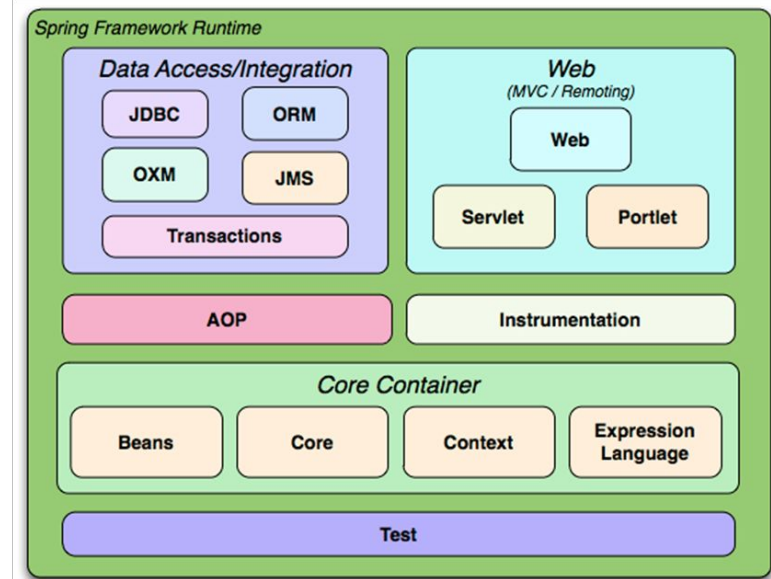 Spring Framework Runtime
Data Access/Integration
JDBC
ORM
OXM
JMS
Transactions
Web
(MVC / Remoting)
Web
Servlet
Portlet
AOP
Instrumentation
Core Container
Beans
Core
Context
Expression
Language
Test